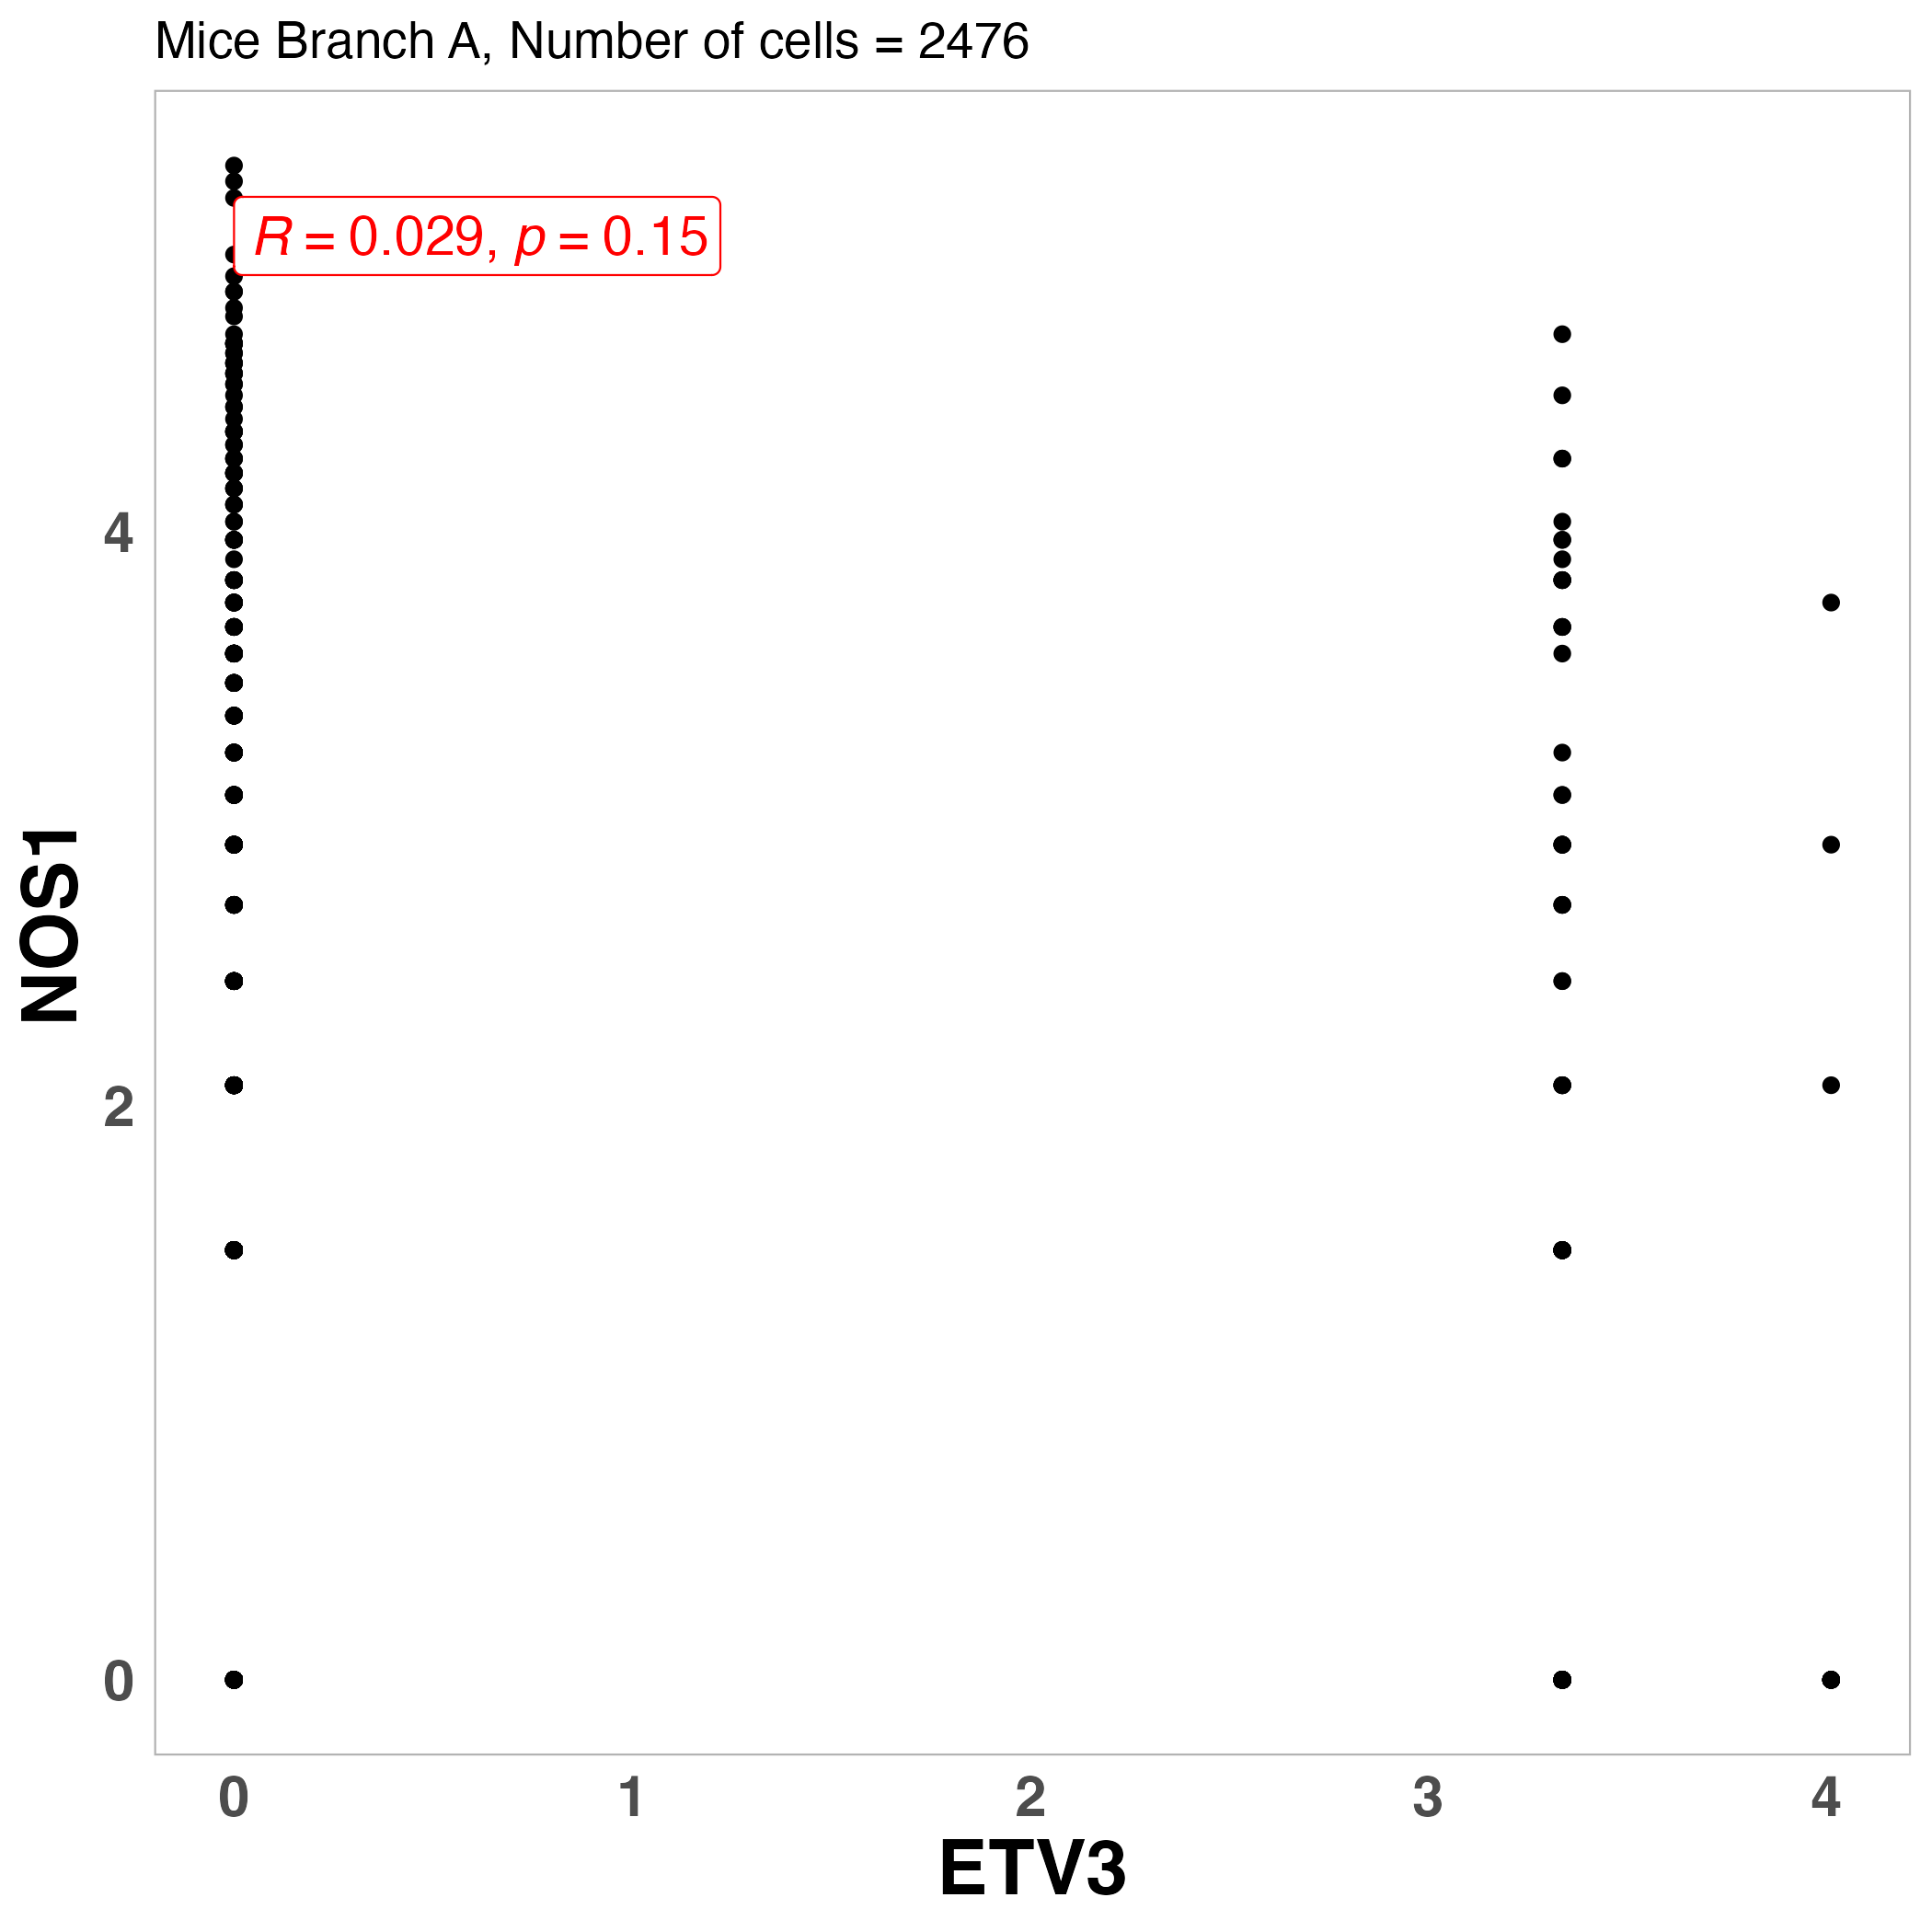 Mice Branch A, Number of cells = 2476
R = 0.029, p = 0.15
4
2
0
NOS1
0 1 2 3 4
ETV3